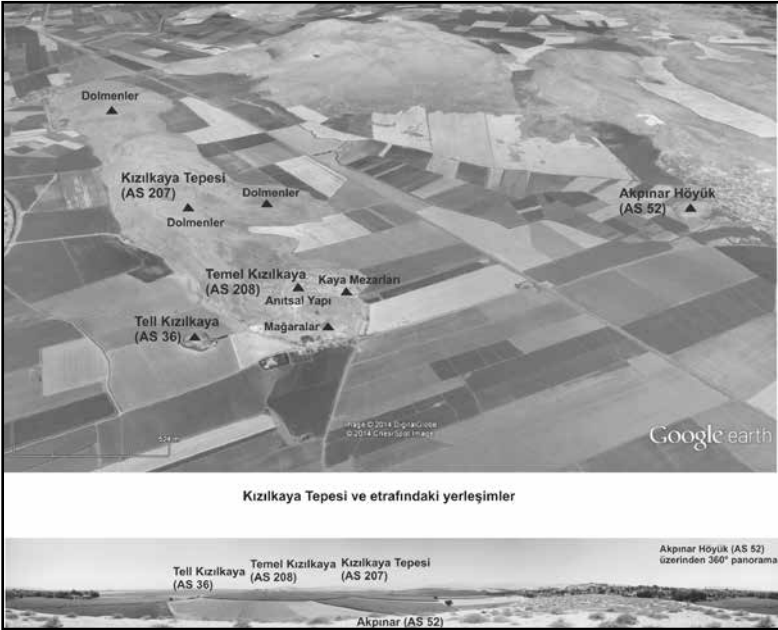 Dolmenler
Kızılkaya Tepesi
(AS 207)
Dolmenler
Dolmenler
Akpınar Höyük
(AS 52)
Temel Kızılkaya
(AS 208)
Kaya Mezarları
Anıtsal Yapı
Tell Kızılkaya
(AS 36)
Mağaralar
Image © 2014 DigitalGlobe
© 2014 Cnes/Spot Image
Google earth
Kızılkaya Tepesi ve etrafındaki yerleşimler
Tell Kızılkaya
(AS 36)
Temel Kızılkaya
(AS 208)
Kızılkaya Tepesi
(AS 207)
Akpınar Höyük (AS 52)
üzerinden 360° panorama
Akpınar (AS 52)